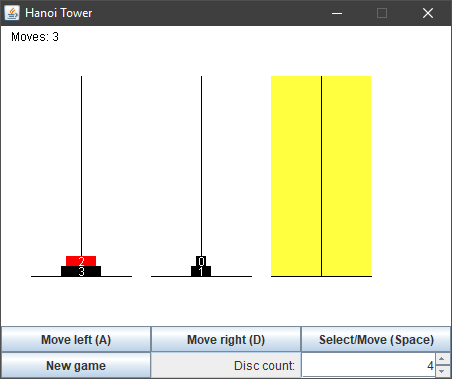 Hanoi Tower
Moves: 3
2 0
3 1
Move left (A) Move right (D) Select/Move (Space)
New game Disc count: 4